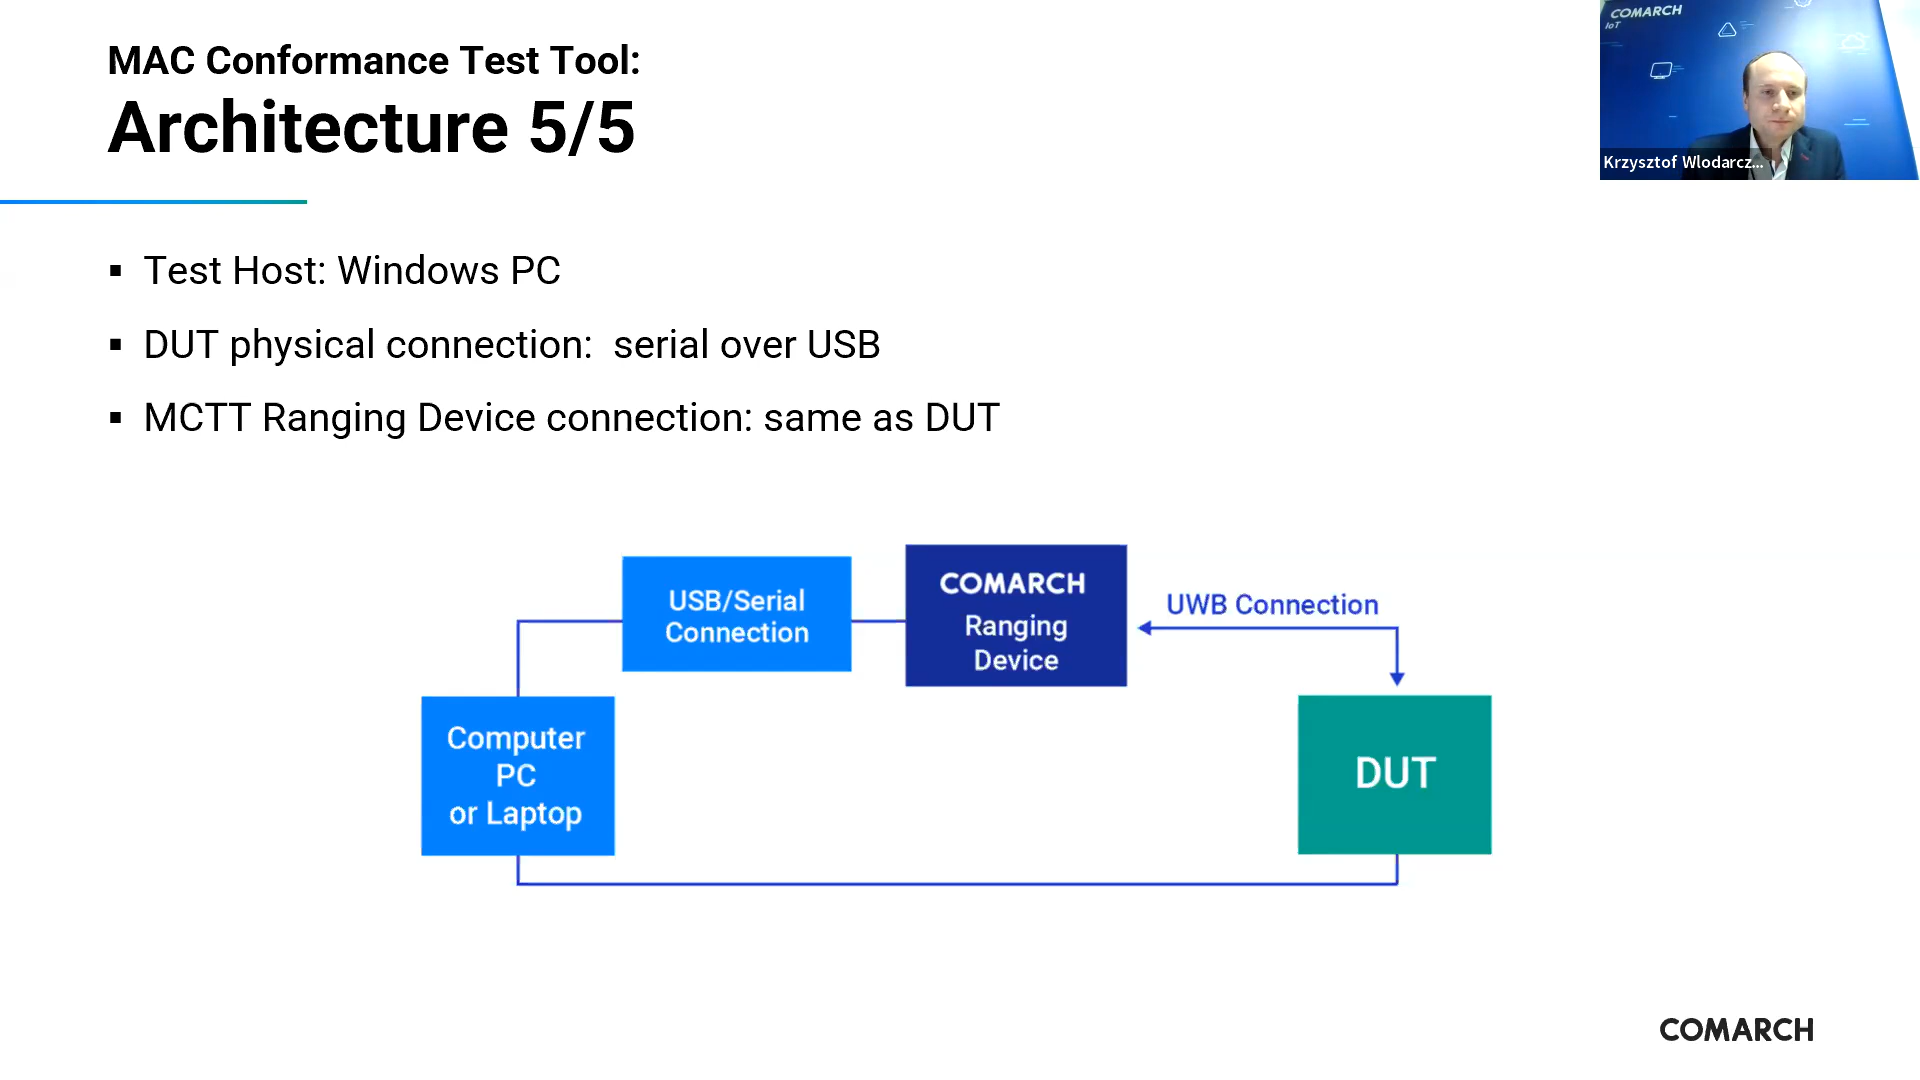 MAC Conformance Test Tool:
Architecture 5/5
COMARCH
IoT
Krzysztof Wlodarcz...
▪ Test Host: Windows PC
▪ DUT physical connection: serial over USB
▪ MCTT Ranging Device connection: same as DUT
USB/Serial
Connection
COMARCH
Ranging
Device
UWB Connection
Computer
PC
or Laptop
DUT
COMARCH